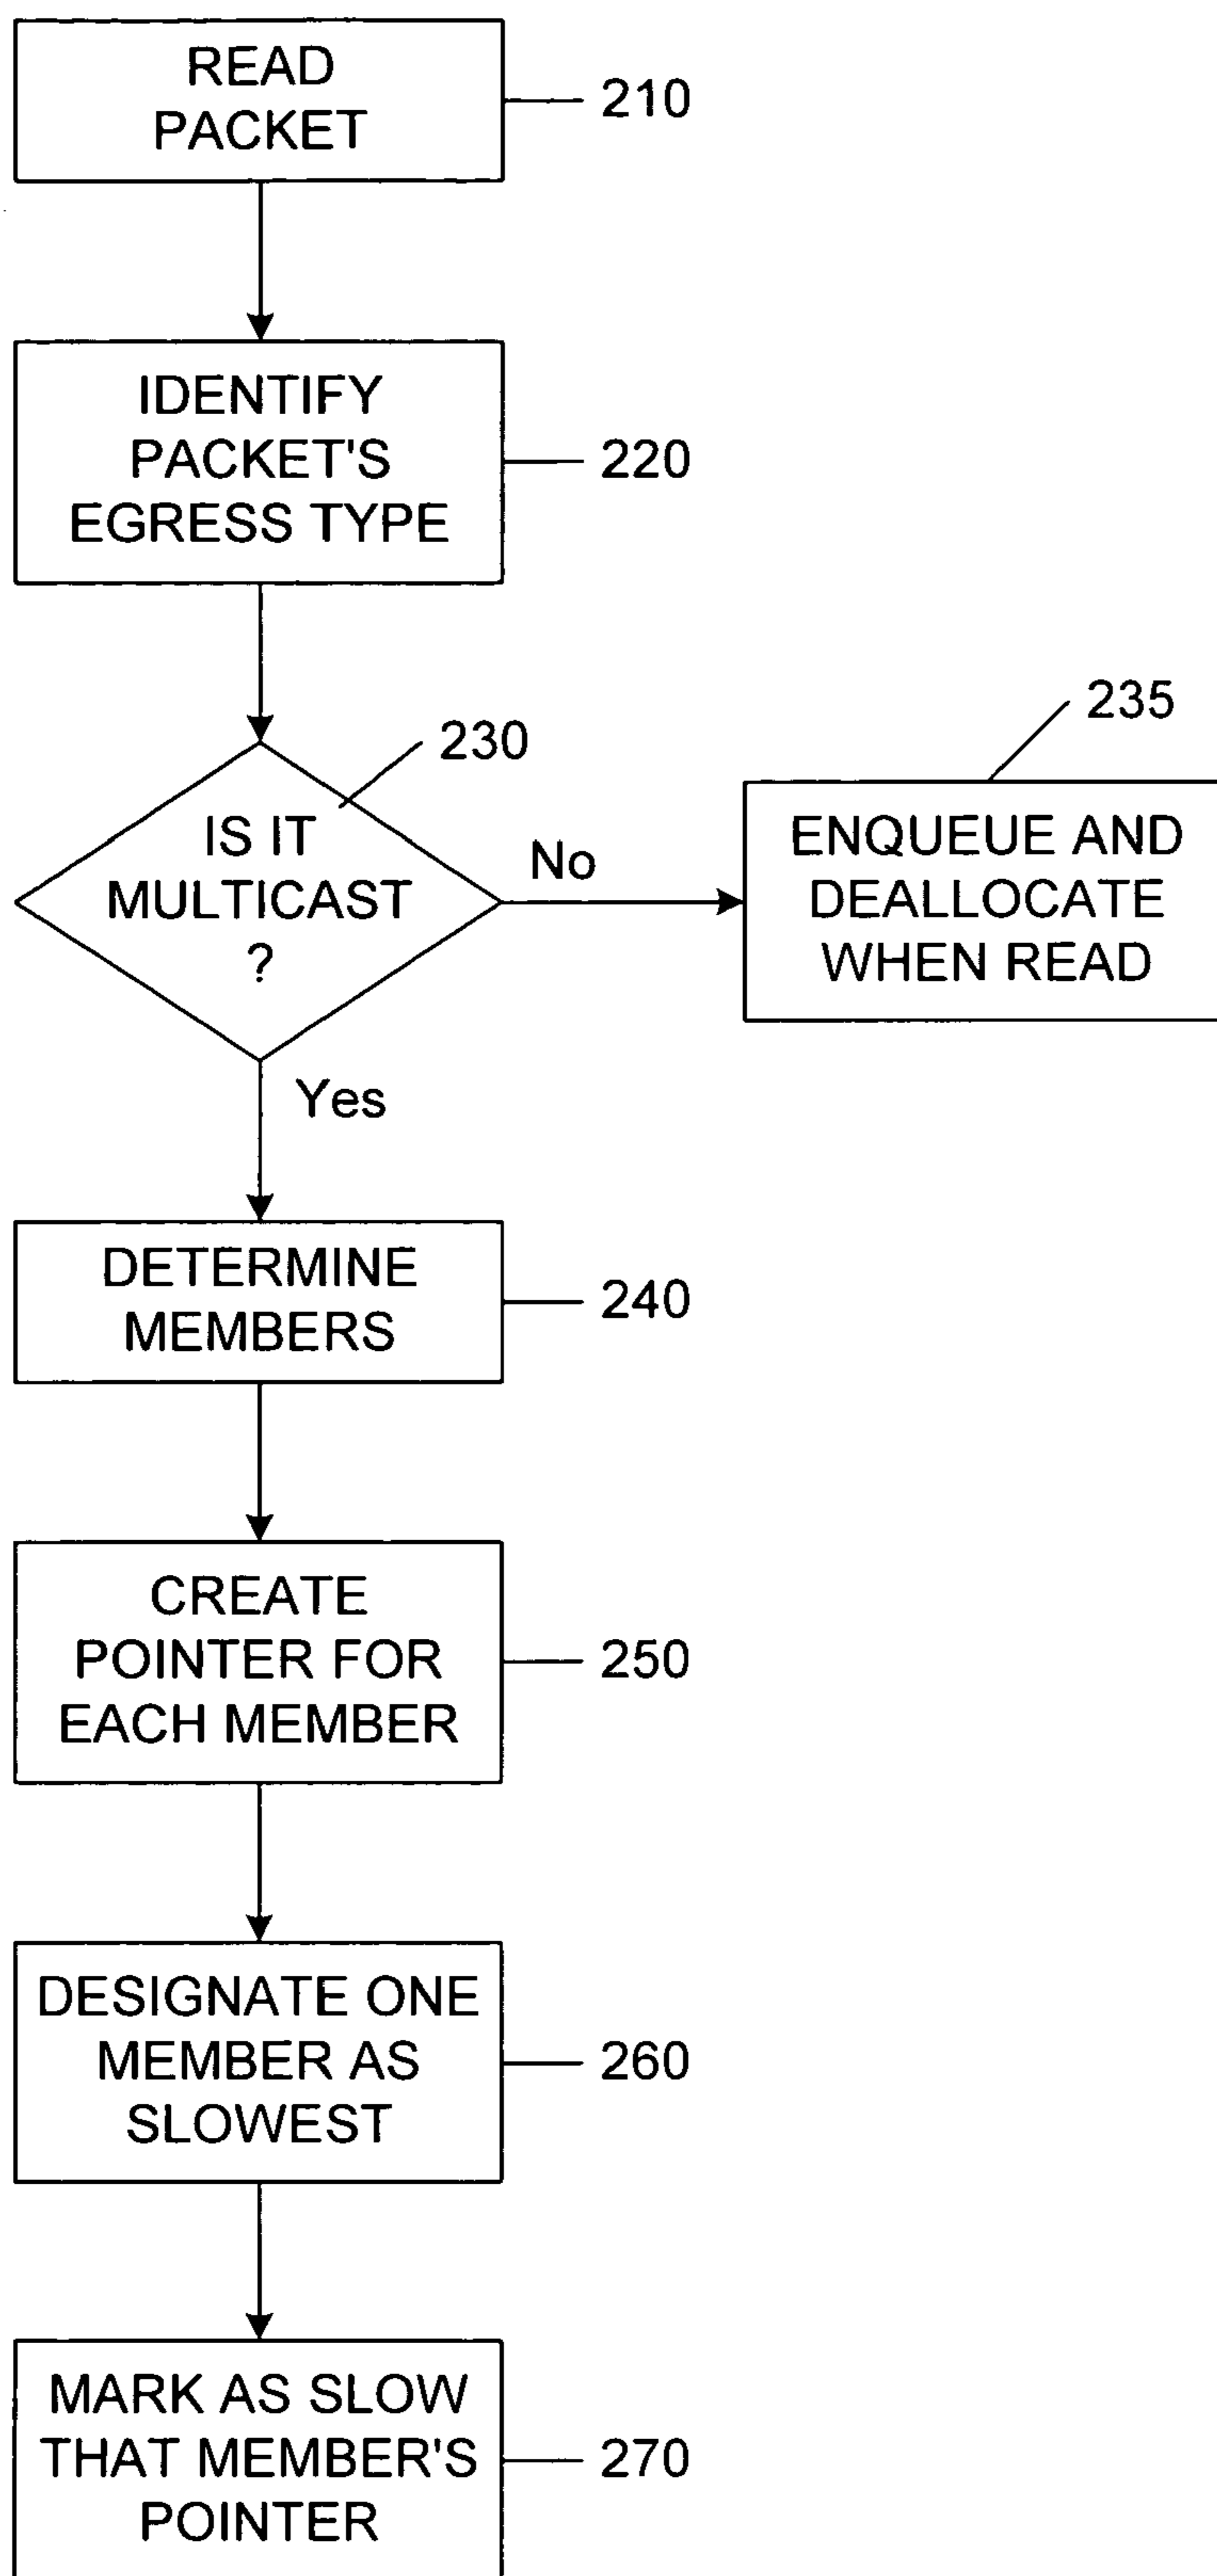 READ
PACKET
210
IDENTIFY
PACKET'S
EGRESS TYPE
220
230
IS IT
MULTICAST
?
No
235
ENQUEUE AND
DEALLOCATE
WHEN READ
Yes
DETERMINE
MEMBERS
240
CREATE
POINTER FOR
EACH MEMBER
250
DESIGNATE ONE
MEMBER AS
SLOWEST
260
MARK AS SLOW
THAT MEMBER'S
POINTER
270